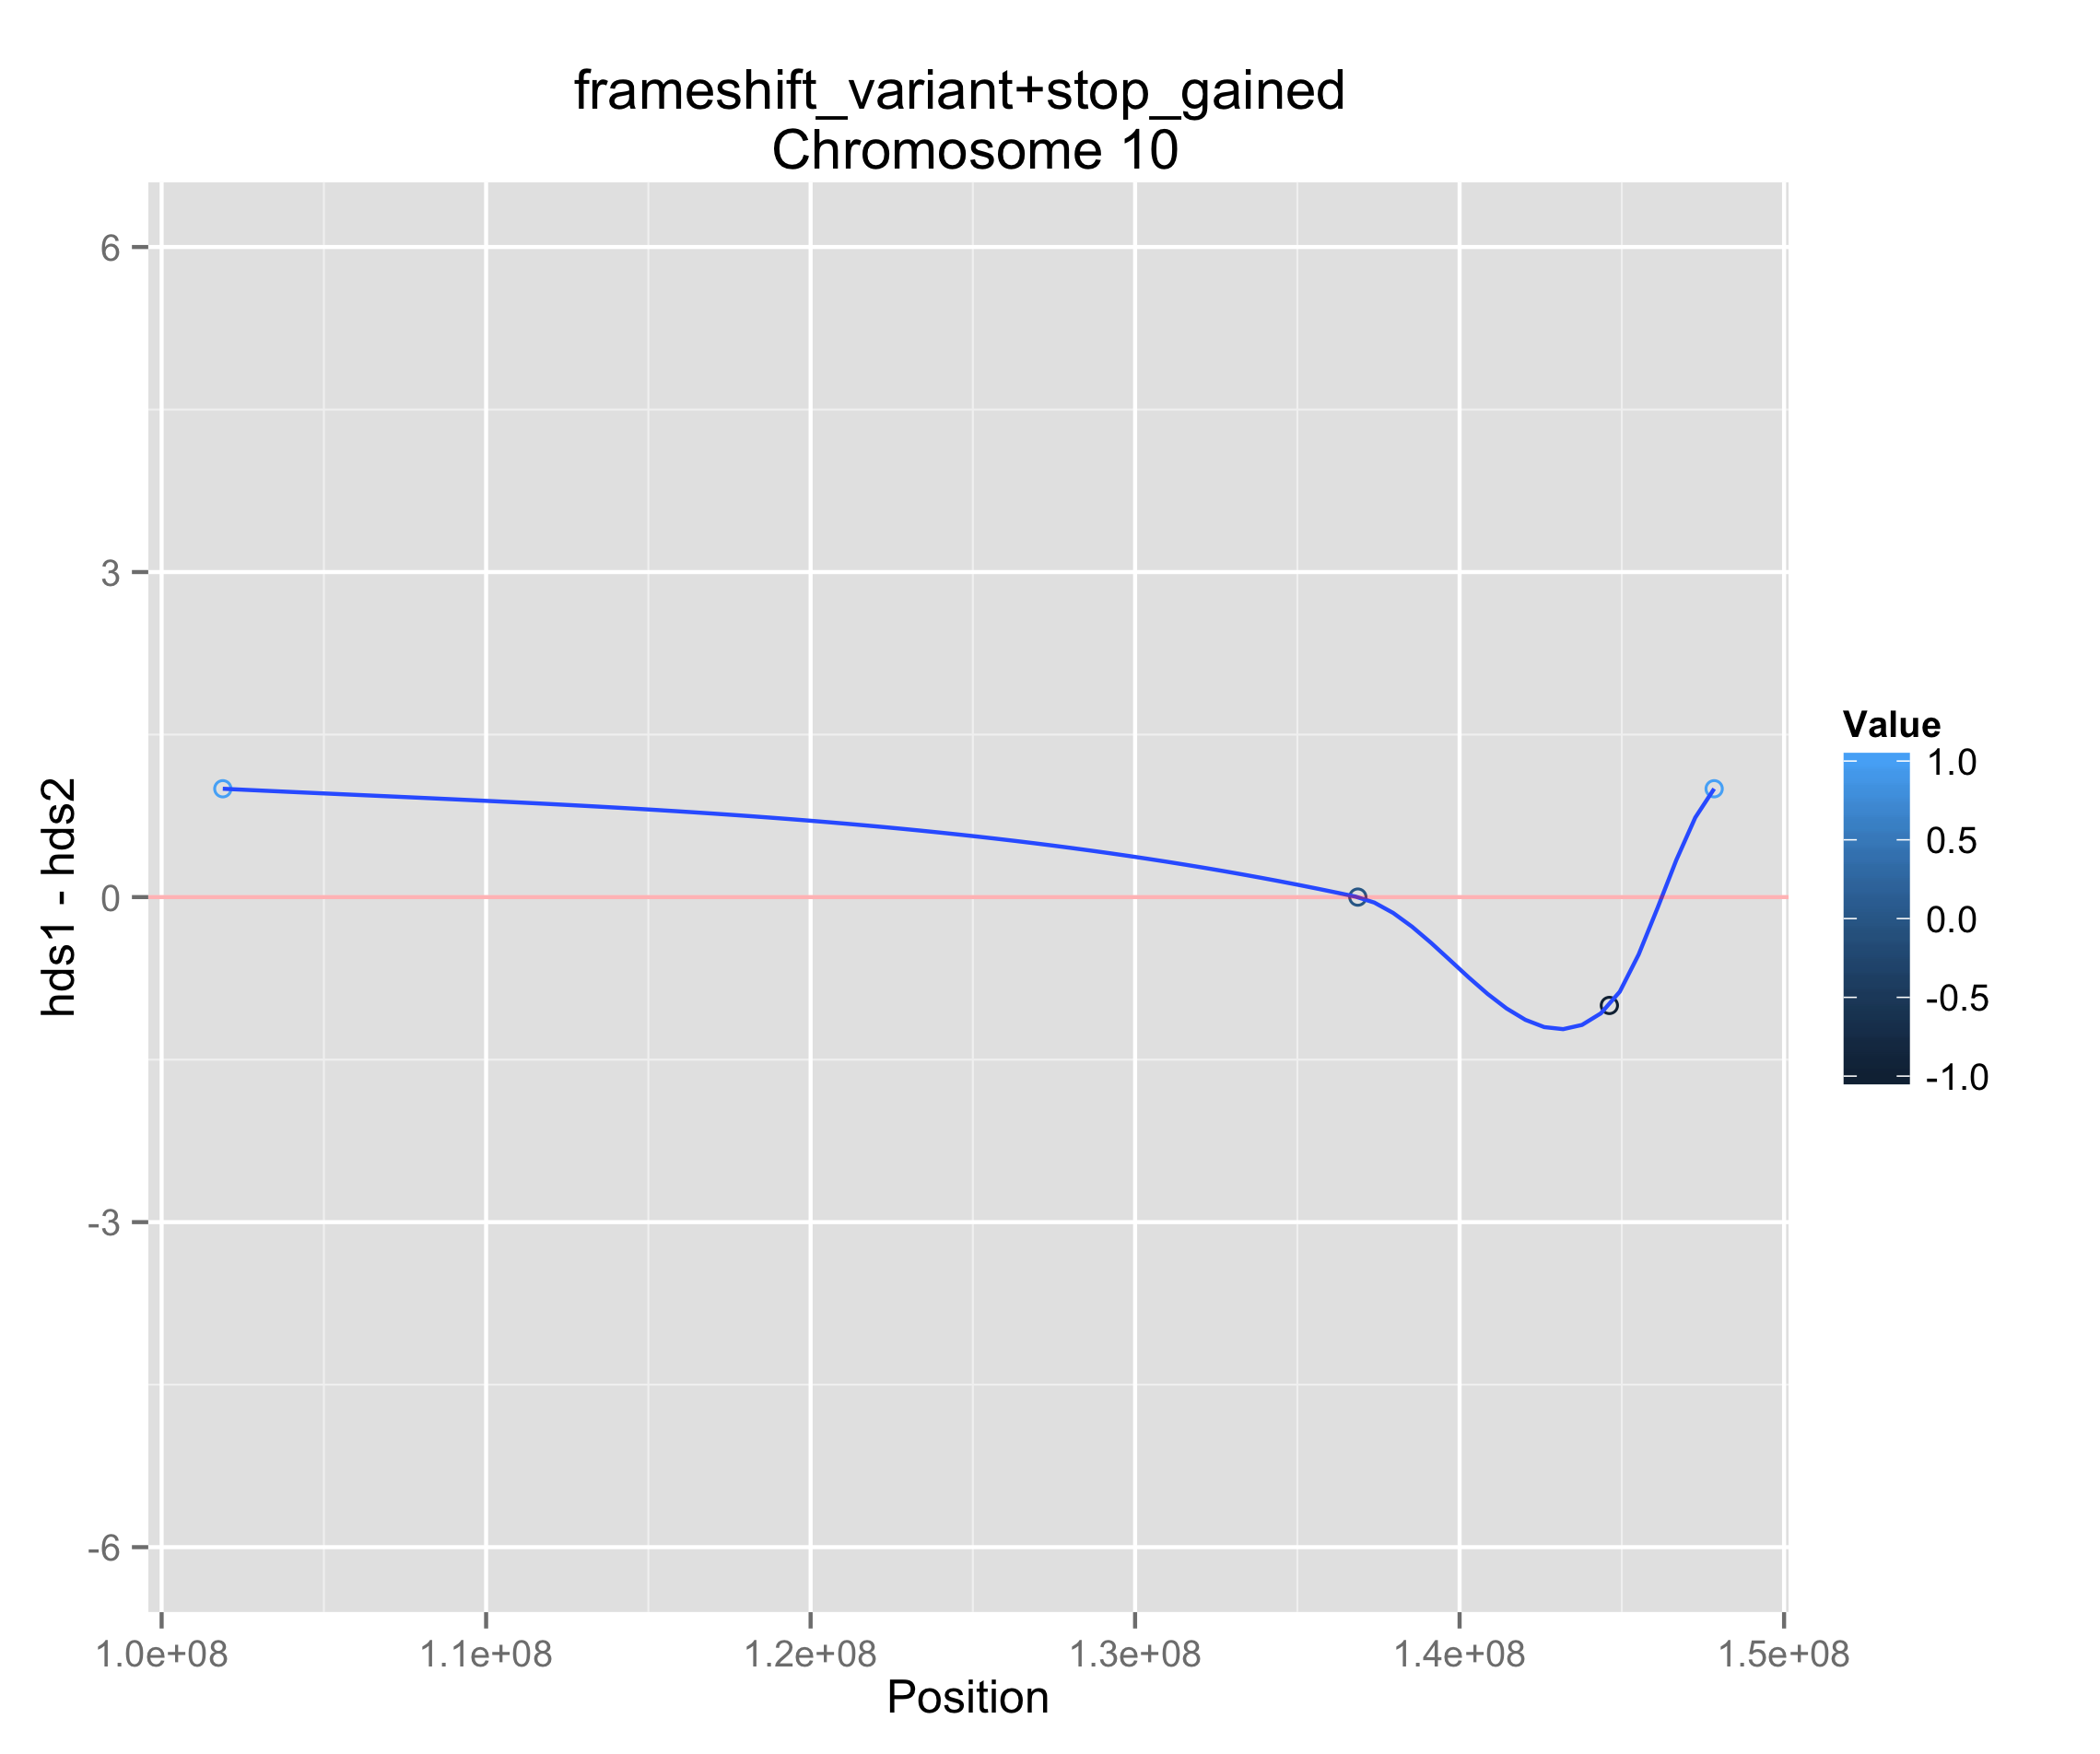 frameshift_variant+stop_gained
Chromosome 10
6
3
0
-3
-6
hds1 - hds2
1.0e+08
1.1e+08
1.2e+08
1.3e+08
1.4e+08
1.5e+08
Position
Value
1.0
0.5
0.0
-0.5
-1.0